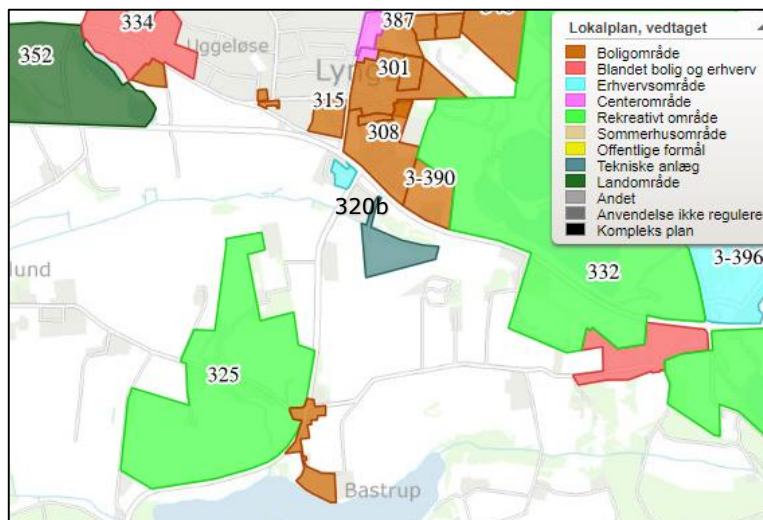 334
Uggeløse
387
352
Lyng
301
315
308
3-390
320b
lund
332
3-396
325
Bastrup
Lokalplan, vedtaget
Boligområde
Blandet bolig og erhverv
Erhvervsområde
Centerområde
Rekreativt område
Sommerhusområde
Offentlige formål
Tekniske anlæg
Landområde
Andet
Anvendelse ikke regulere
Kompleks plan